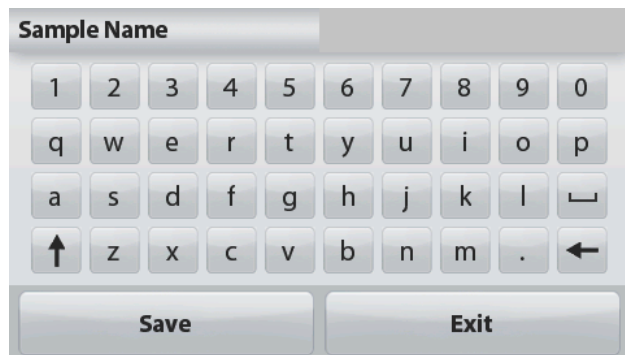 Sample Name
1 2 3 4 5 6 7 8 9 0
q w e r t y u i o p
a s d f g h j k l
z x c v b n m .
Save Exit